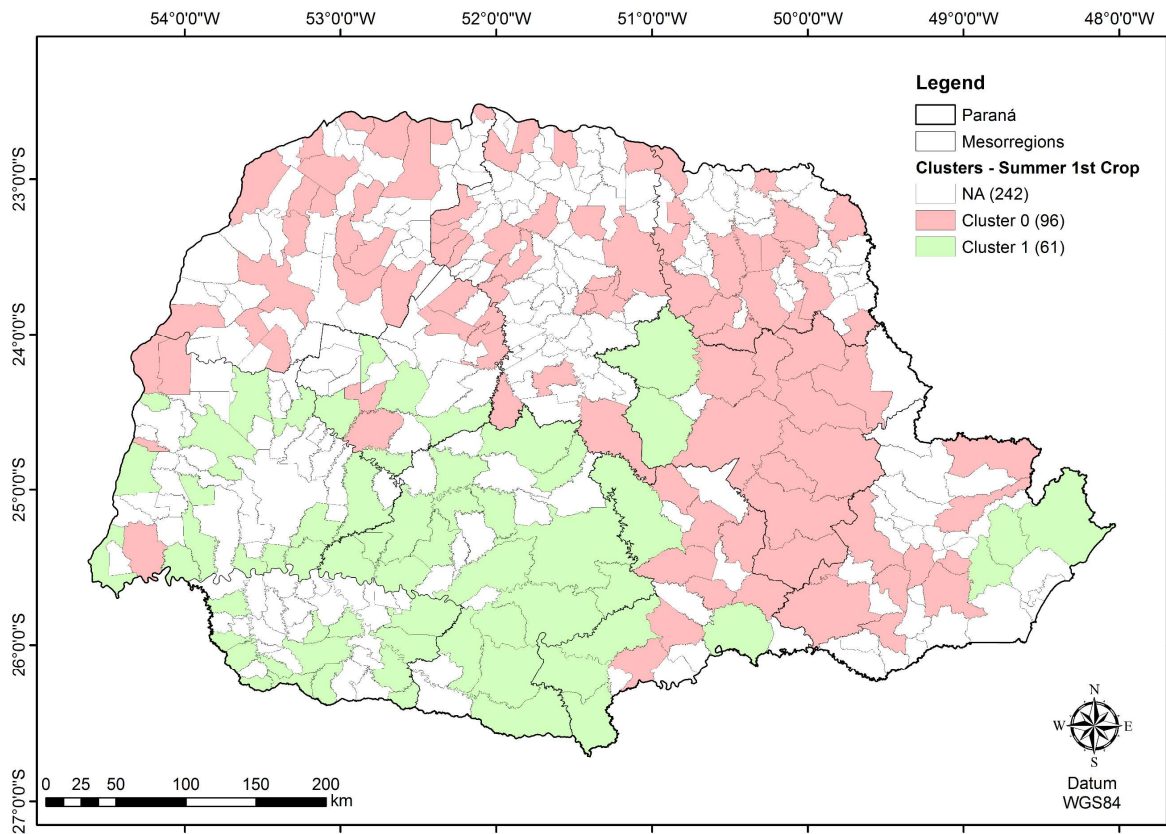 54°0'0"W 53°0'0"W 52°0'0"W 51°0'0"W 50°0'0"W 49°0'0"W 48°0'0"W
23°0'0"S
24°0'0"S
25°0'0"S
26°0'0"S
27°0'0"S
Legend
Paraná
Mesorregions
Clusters - Summer 1st Crop
NA (242)
Cluster 0 (96)
Cluster 1 (61)
N
W E
S
Datum
WGS84
0 25 50 100 150 200
km